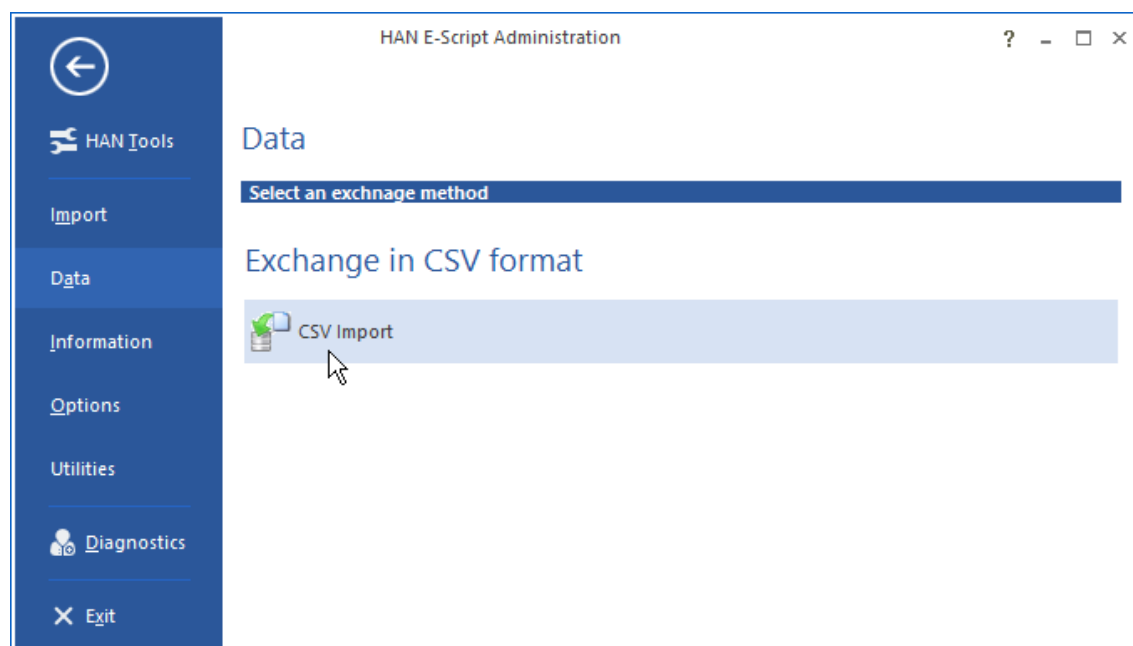 HAN E-Script Administration
?
HAN Tools
Import
Data
Information
Options
Utilities
Diagnostics
Exit
Data
Select an exchnage method
Exchange in CSV format
CSV Import